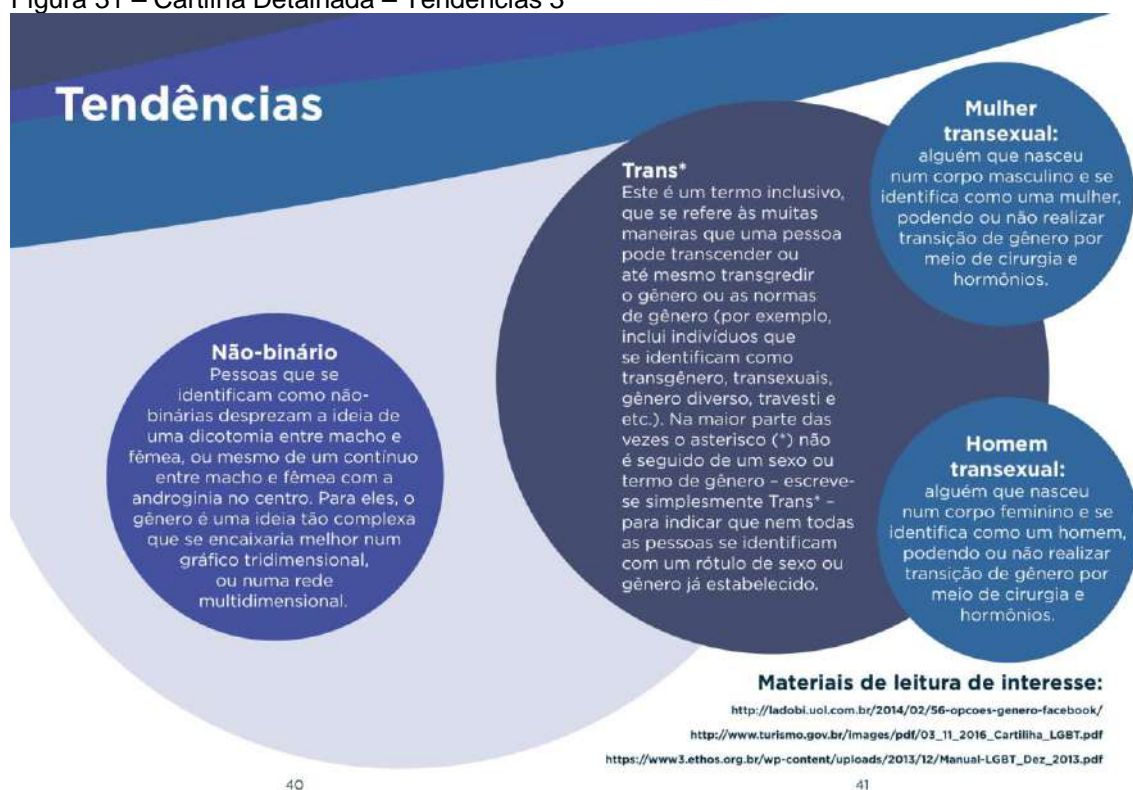 Figura 31 – Cartilha Detalhada – Tendências 3
Tendências
Não-binário
Pessoas que se
identificam como não-
binárias desprezam a ideia de
uma dicotomia entre macho e
fêmea, ou mesmo de um contínuo
entre macho e fêmea com a
androginia no centro. Para eles, o
gênero é uma ideia tão complexa
que se encaixaria melhor num
gráfico tridimensional,
ou numa rede
multidimensional.
Trans*
Este é um termo inclusivo,
que se refere às muitas
maneiras que uma pessoa
pode transcender ou
até mesmo transgredir
o gênero ou as normas
de gênero (por exemplo,
inclui indivíduos que
se identificam como
transgênero, transexuais,
gênero diverso, travesti e
etc.). Na maior parte das
vezes o asterisco (*) não
é seguido de um sexo ou
termo de gênero – escreve-
se simplesmente Trans* –
para indicar que nem todas
as pessoas se identificam
com um rótulo de sexo ou
gênero já estabelecido.
Mulher
transexual:
alguém que nasceu
num corpo masculino e se
identifica como uma mulher,
podendo ou não realizar
transição de gênero por
meio de cirurgia e
hormônios.
Homem
transexual:
alguém que nasceu
num corpo feminino e se
identifica como um homem,
podendo ou não realizar
transição de gênero por
meio de cirurgia e
hormônios.
Materiais de leitura de interesse:
http://ladobi.uol.com.br/2014/02/56-opcoes-genero-facebook/
http://www.turismo.gov.br/images/pdf/03_11_2016_Cartiliha_LGBT.pdf
https://www3.ethos.org.br/wp-content/uploads/2013/12/Manual-LGBT_Dez_2013.pdf
40
41